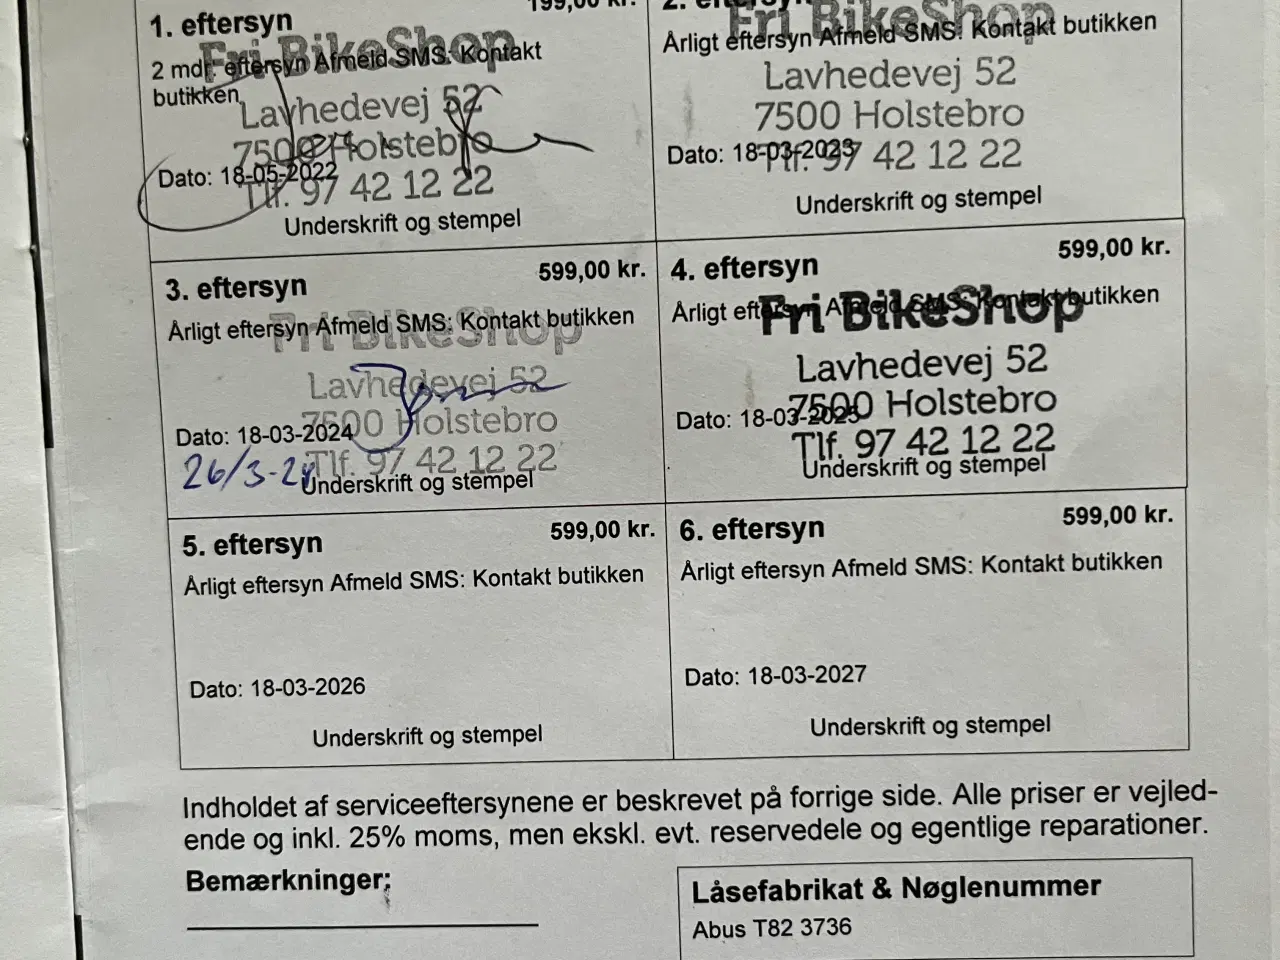 199,00 kr.
1. eftersyn
Fri BikeShop
2 mdr. eftersyn Afmeld SMS: Kontakt
butikken
Lavhedevej 52
7500 Holstebro
Dato: 18-05-2022
Tlf. 97 42 12 22
Underskrift og stempel
2. eftersyn
Fri BikeShop
Årligt eftersyn Afmeld SMS: Kontakt butikken
Lavhedevej 52
7500 Holstebro
Dato: 18-03-2023
Tlf. 97 42 12 22
Underskrift og stempel
3. eftersyn
599,00 kr.
Årligt eftersyn Afmeld SMS: Kontakt butikken
Fri BikeShop
Lavhedevej 52
7500 Holstebro
Dato: 18-03-2024
Tlf. 97 42 12 22
26/3-24
Underskrift og stempel
4. eftersyn
599,00 kr.
Årligt eftersyn Afmeld SMS: Kontakt butikken
Fri BikeShop
Lavhedevej 52
7500 Holstebro
Dato: 18-03-2025
Tlf. 97 42 12 22
Underskrift og stempel
5. eftersyn
599,00 kr.
Årligt eftersyn Afmeld SMS: Kontakt butikken
Dato: 18-03-2026
Underskrift og stempel
6. eftersyn
599,00 kr.
Årligt eftersyn Afmeld SMS: Kontakt butikken
Dato: 18-03-2027
Underskrift og stempel
Indholdet af serviceeftersynene er beskrevet på forrige side. Alle priser er vejled-
ende og inkl. 25% moms, men ekskl. evt. reservedele og egentlige reparationer.
Bemærkninger:
Låsefabrikat & Nøglenummer
Abus T82 3736